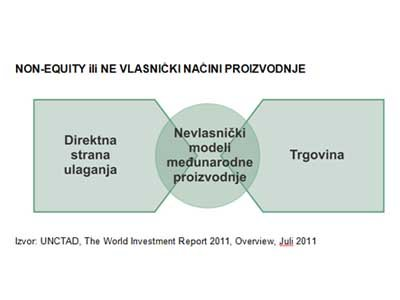 NON-EQUITY ili NE VLASNIČKI NAČINI PROIZVODNJE
Direktna
strana
ulaganja
Nevlasnički
modeli
međunarodne
proizvodnje
Trgovina
Izvor: UNCTAD, The World Investment Report 2011, Overview, Juli 2011